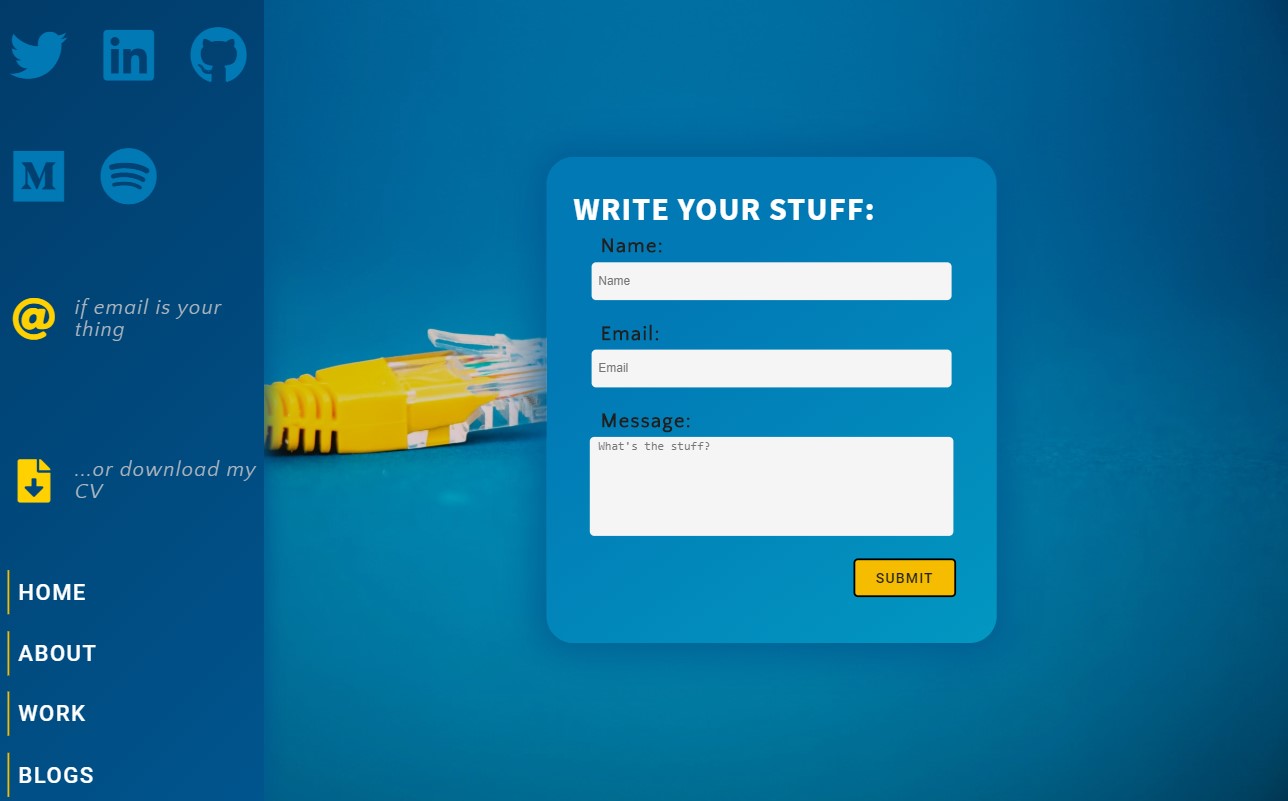 in
M
@ if email is your
thing
...or download my
CV
HOME
ABOUT
WORK
BLOGS
WRITE YOUR STUFF:
Name:
Name
Email:
Email
Message:
What's the stuff?
SUBMIT